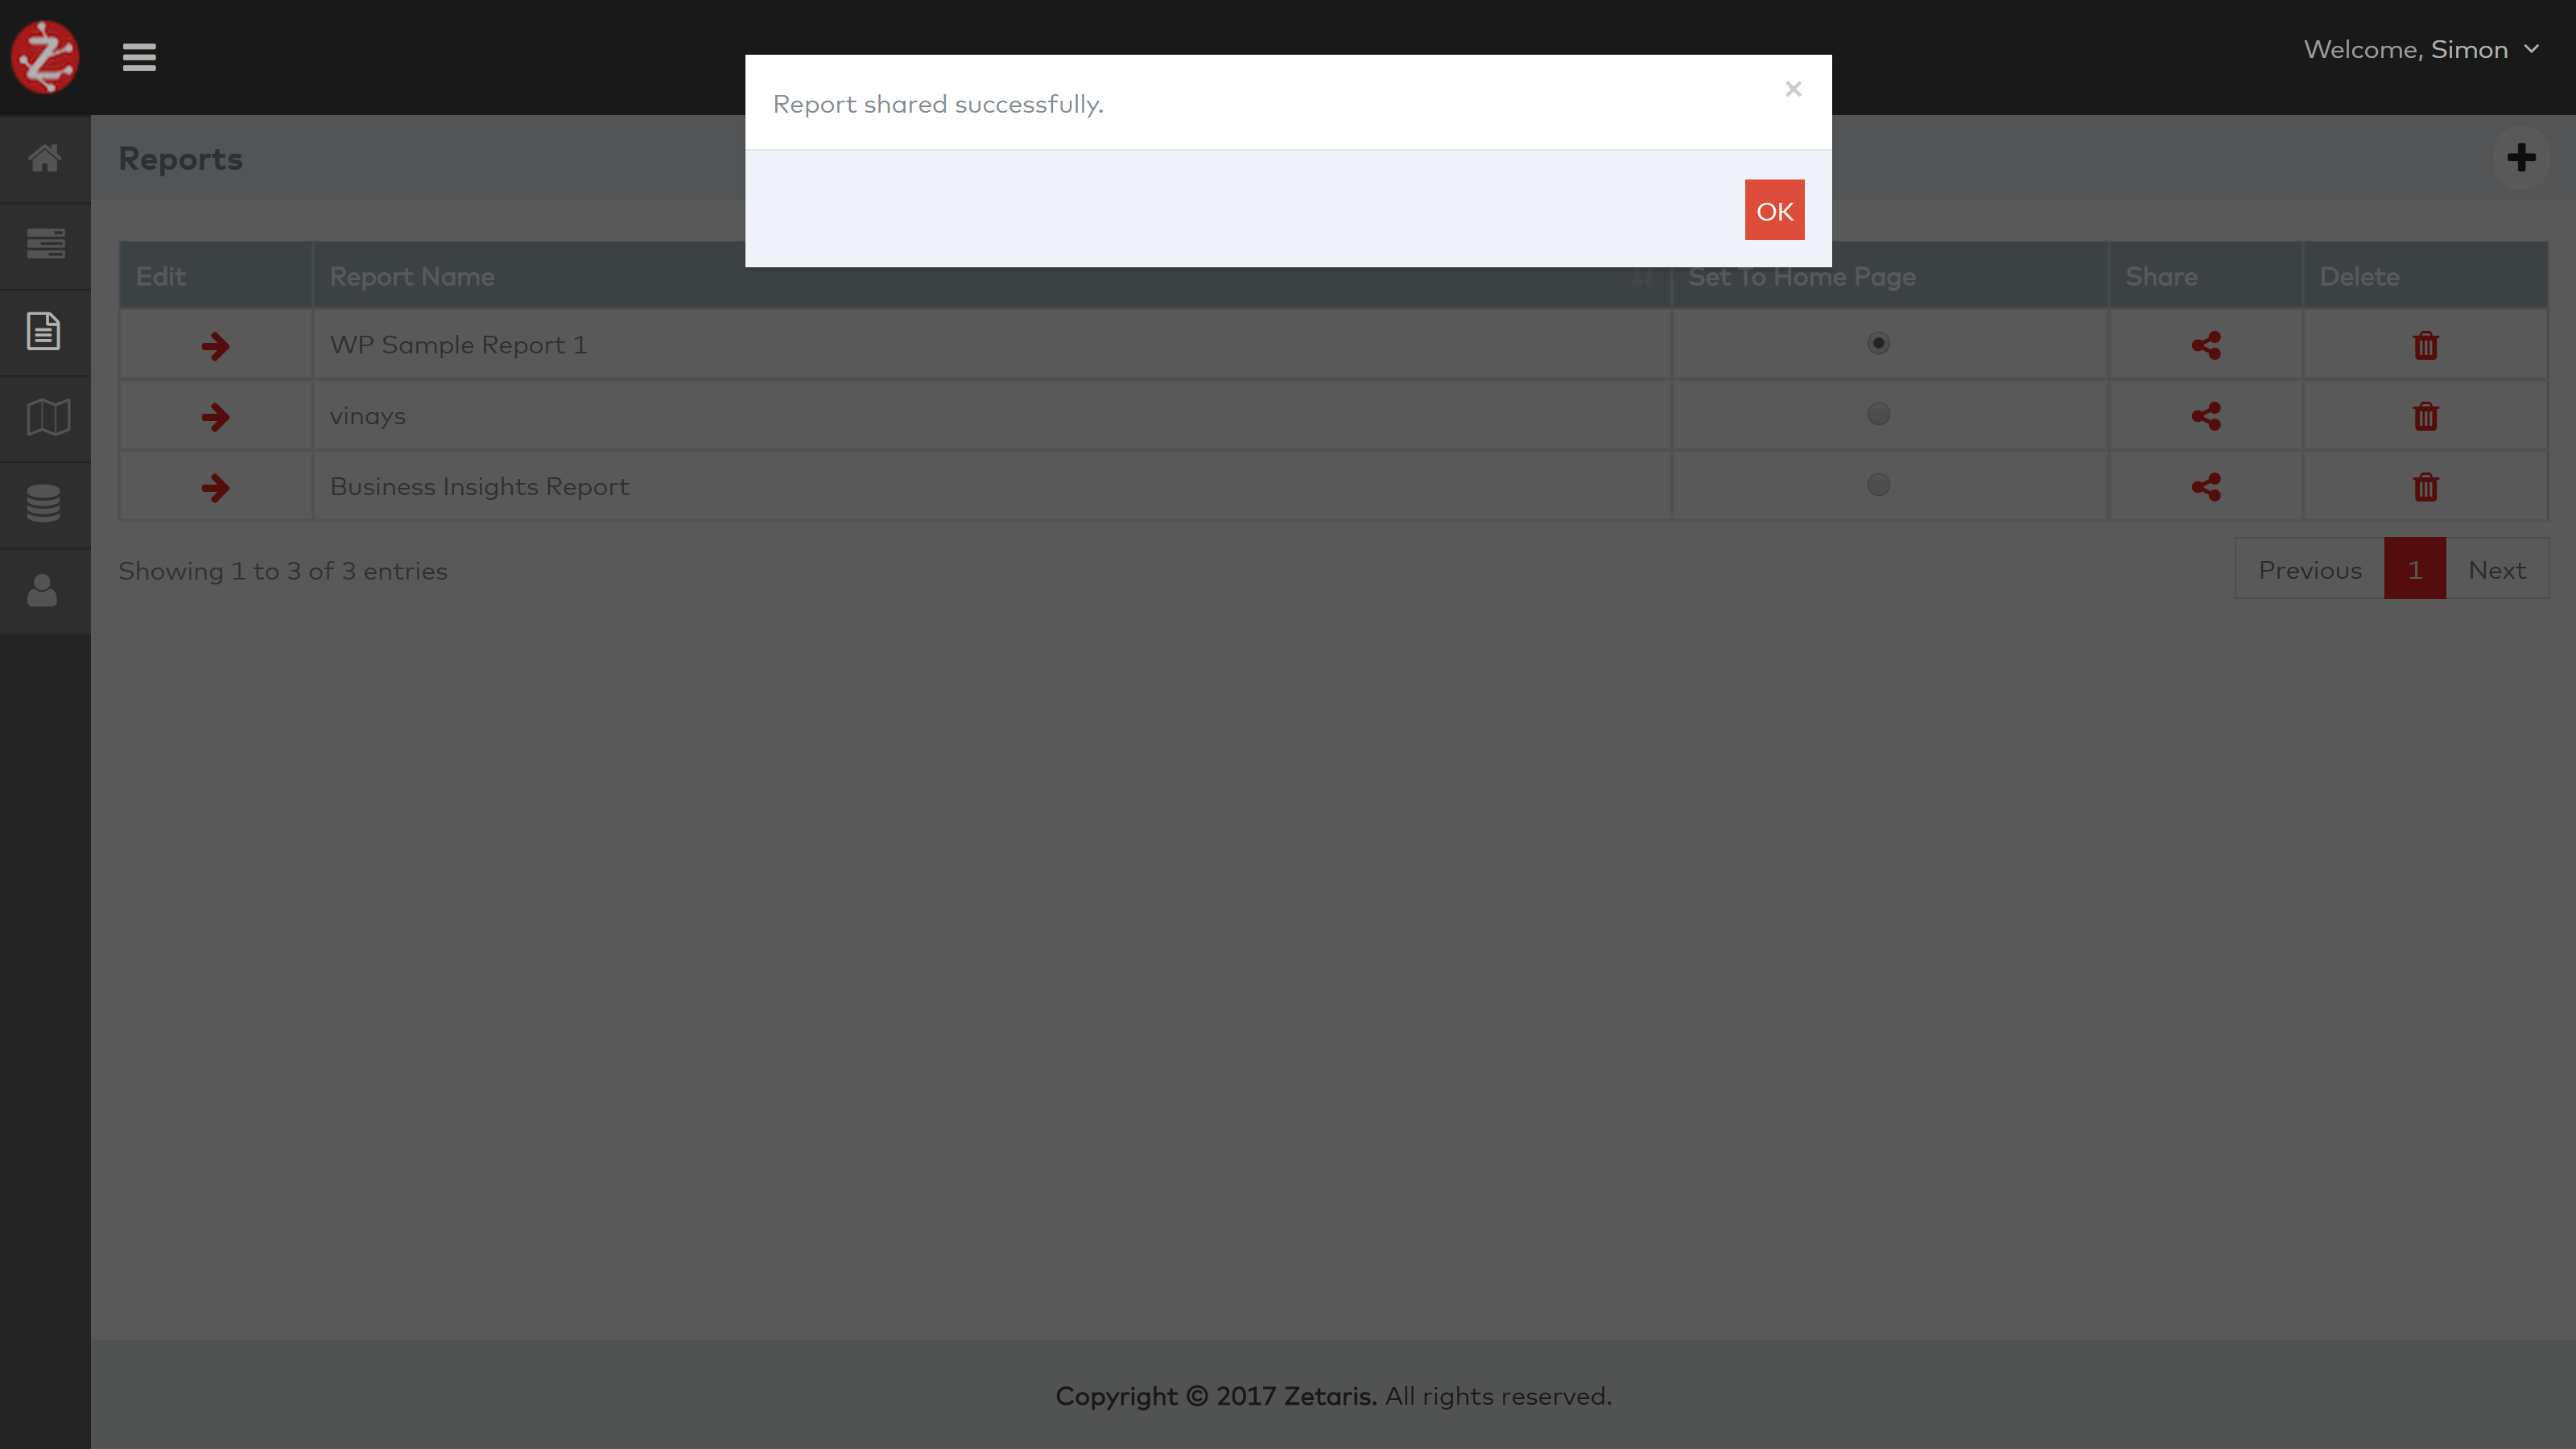 Welcome, Simon
Report shared successfully.
×
OK
Reports
Edit
Report Name
Set To Home Page
Share
Delete
WP Sample Report 1
vinays
Business Insights Report
Showing 1 to 3 of 3 entries
Previous
1
Next
Copyright © 2017 Zetaris. All rights reserved.